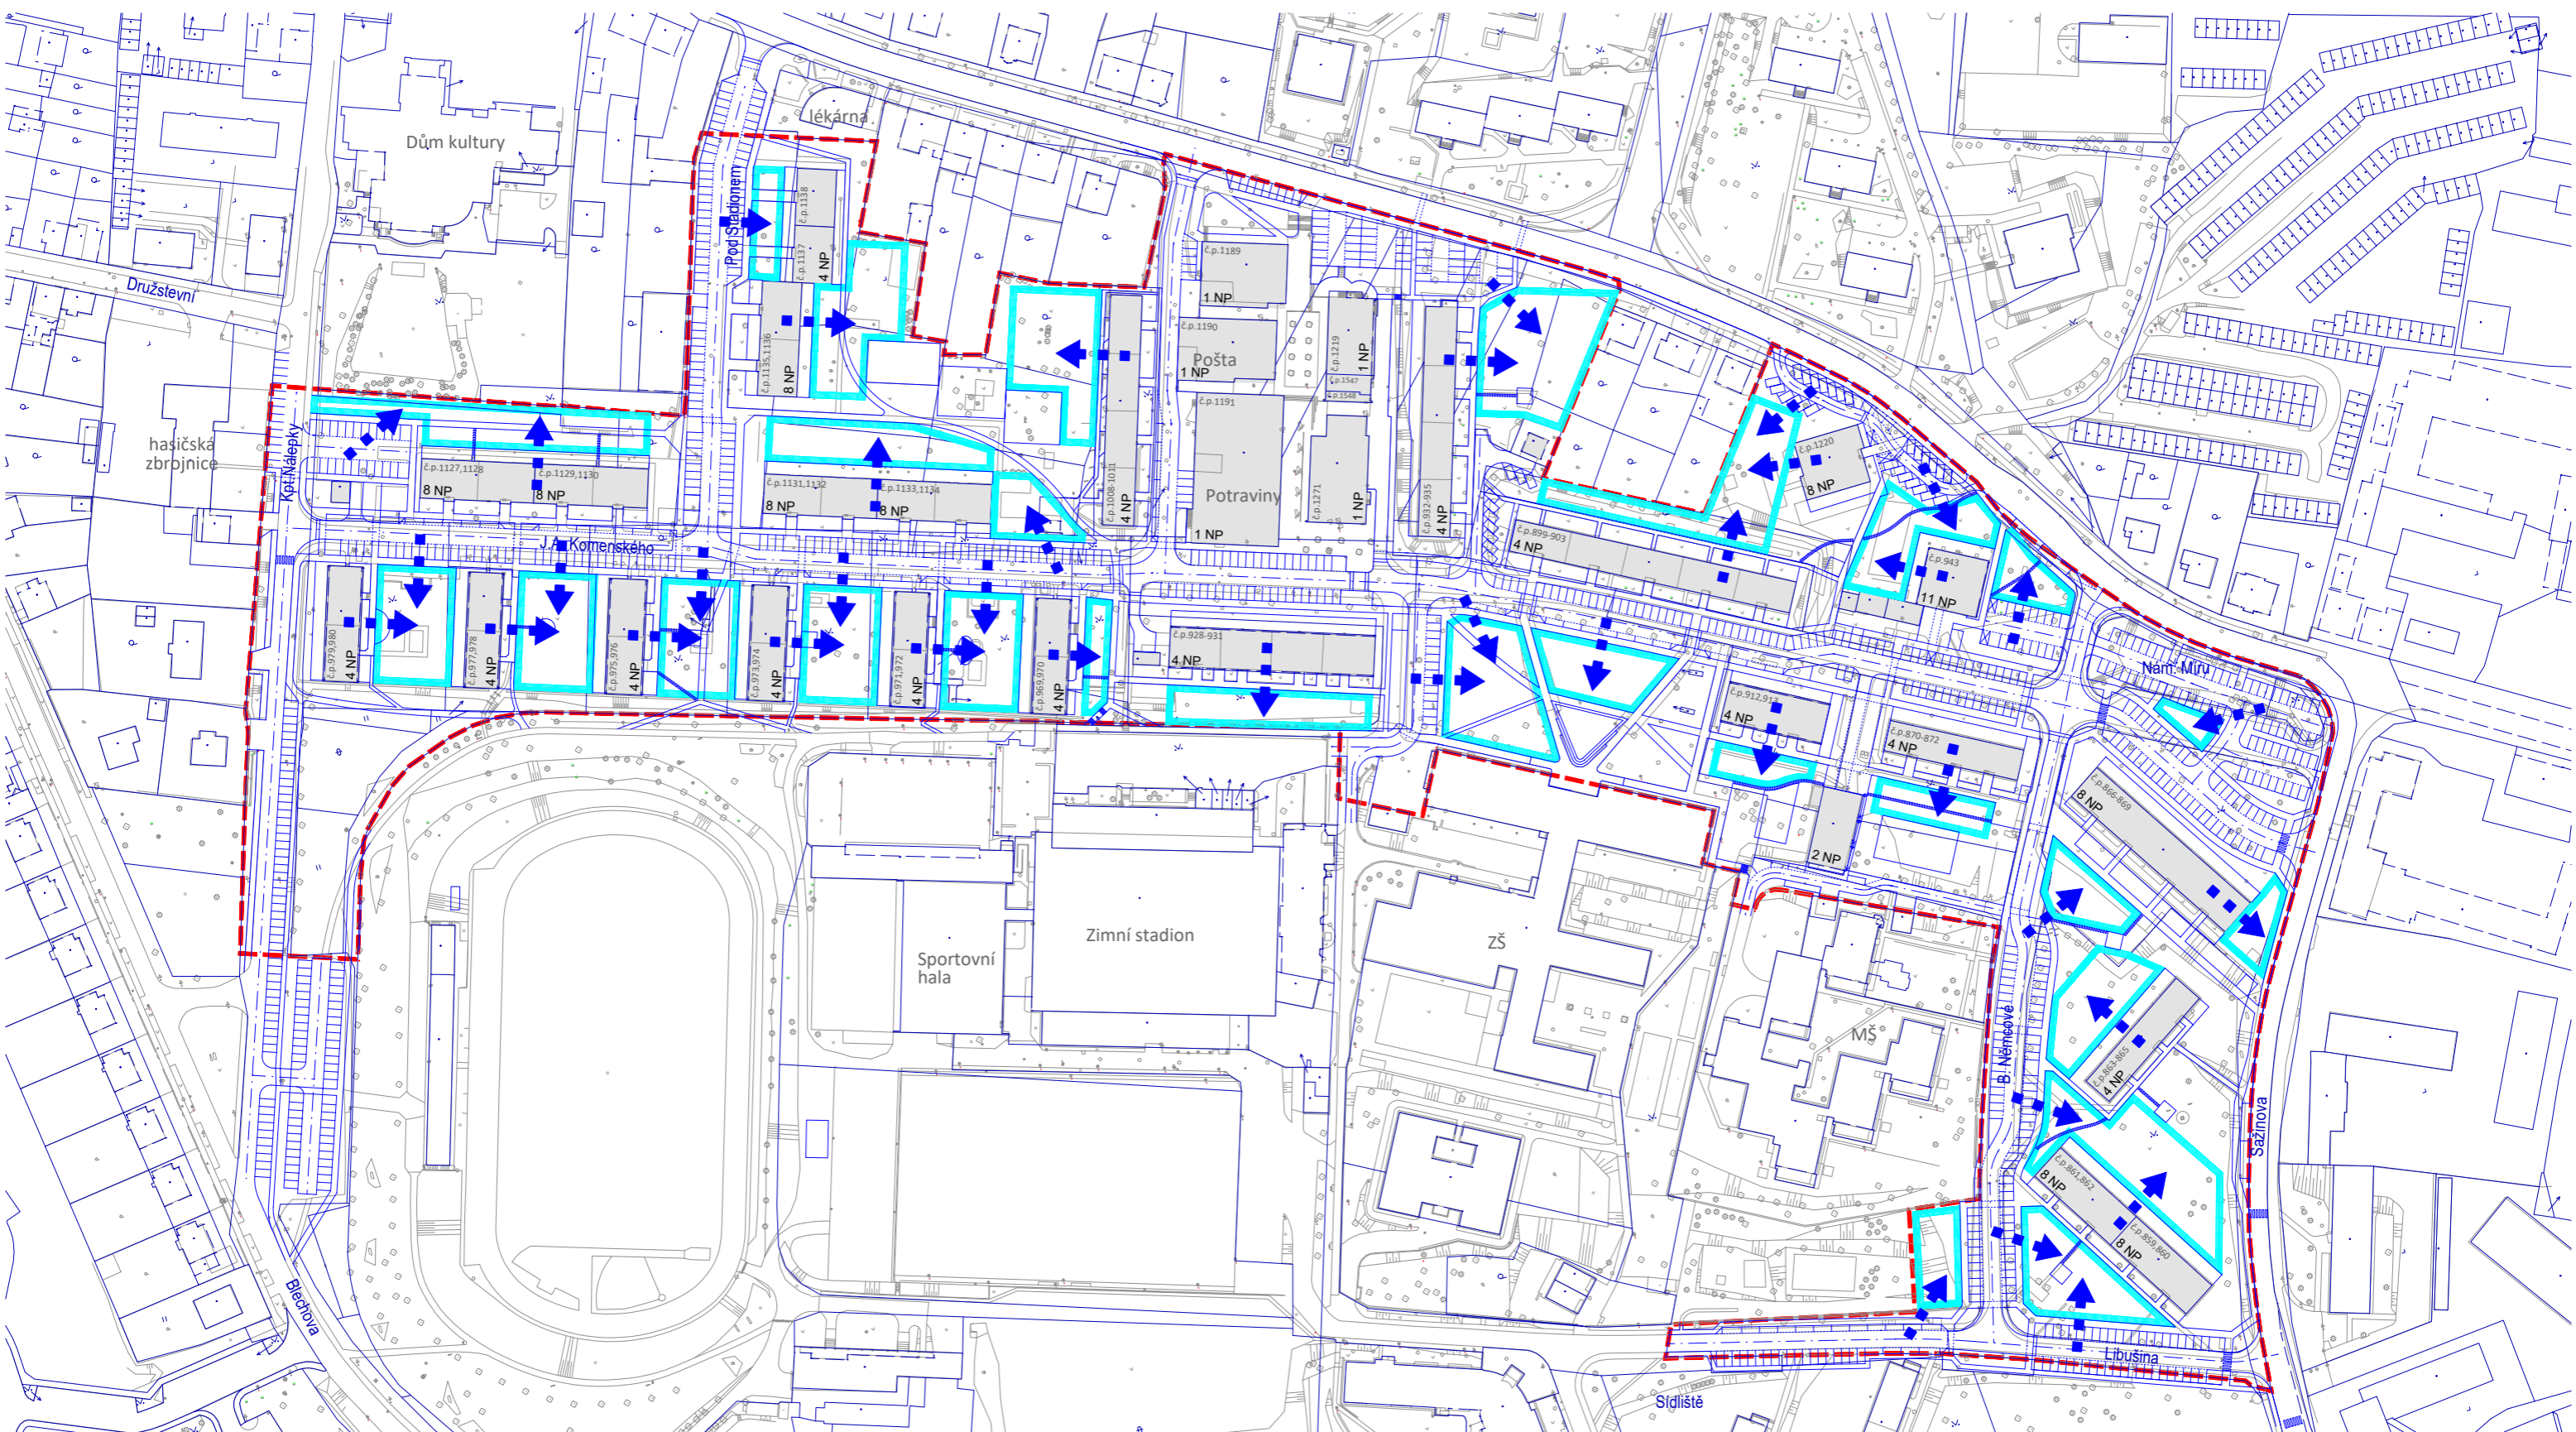 lékárna
Dům kultury
Pod Stadionem
č.p.1138
č.p.1137
4 NP
Družstevní
č.p.1189
1 NP
č.p.1190
Pošta
1 NP
č.p.1219
1 NP
č.p.1547
č.p.1548
č.p.1135,1136
8 NP
č.p.1191
Potraviny
1 NP
č.p.1271
1 NP
č.p.932-935
4 NP
č.p.1008-1011
4 NP
hasičská
zbrojnice
Kpt.Nálepky
č.p.1127,1128
8 NP
č.p.1129,1130
8 NP
č.p.1131,1132
8 NP
č.p.1133,1134
8 NP
č.p.1220
8 NP
č.p.899-903
4 NP
J.A. Komenského
č.p.943
11 NP
č.p.979,980
4 NP
č.p.977,978
4 NP
č.p.975,976
4 NP
č.p.973,974
4 NP
č.p.971,972
4 NP
č.p.969,970
4 NP
č.p.928-931
4 NP
Nám. Míru
č.p.912,913
4 NP
č.p.870-872
4 NP
č.p.866-869
8 NP
2 NP
Zimní stadion
Sportovní
hala
ZŠ
MŠ
B. Němcové
č.p.863-865
4 NP
Sažinova
č.p.861,862
8 NP
č.p.859,860
8 NP
Blechova
Libušina
Sídliště